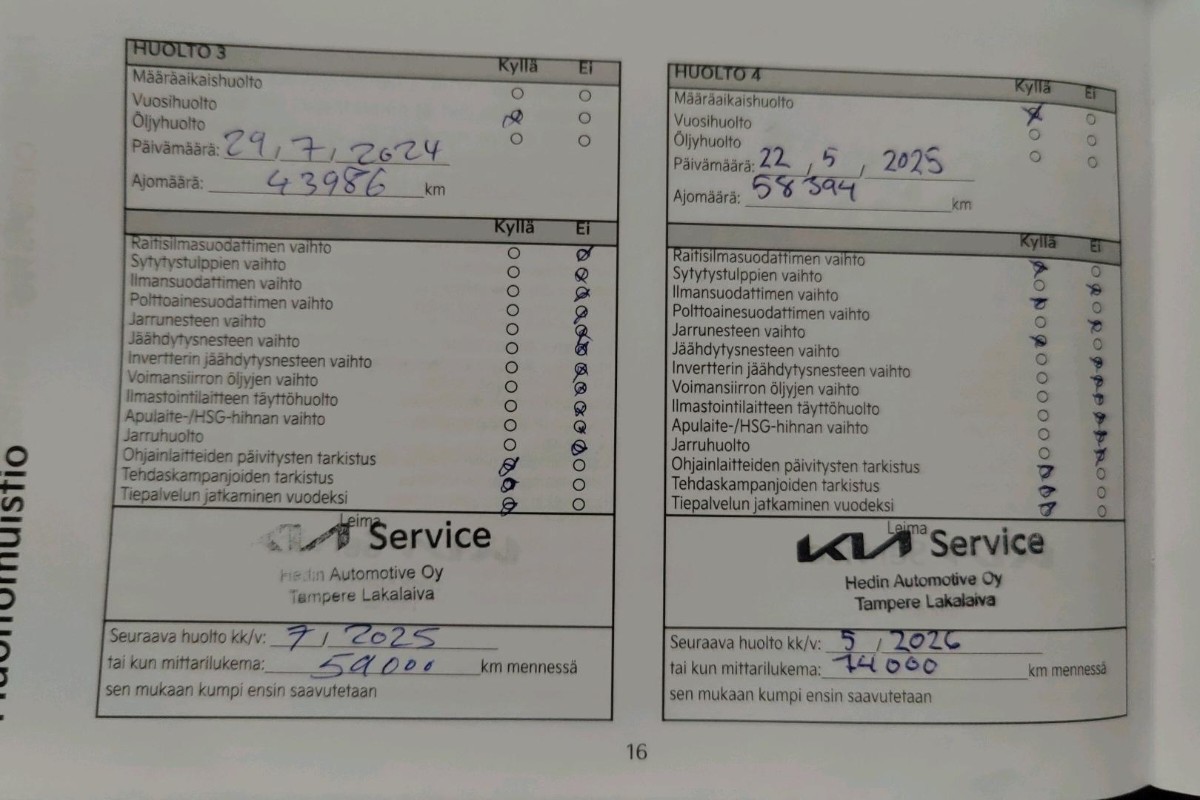 HUOLTO 3
Kyllä Ei
Määräaikaishuolto
Vuosihuolto
Öljyhuolto
Päivämäärä: 29, 7, 2024
Ajomäärä: 43986 km
Kyllä Ei
Raitisilmasuodattimen vaihto
Sytytystulppien vaihto
Ilmansuodattimen vaihto
Polttoainesuodattimen vaihto
Jarrunesteen vaihto
Jäähdytysnesteen vaihto
Invertterin jäähdytysnesteen vaihto
Voimansiirron öljyjen vaihto
Ilmastointilaitteen täyttöhuolto
Apulaite-/HSG-hihnan vaihto
Jarruhuolto
Ohjainlaitteiden päivitysten tarkistus
Tehdaskampanjoiden tarkistus
Tiepalvelun jatkaminen vuodeksi
Leima
KIA Service
Hedin Automotive Oy
Tampere Lakalaiva
Seuraava huolto kk/v: 7, 2025
tai kun mittarilukema: 59000 km mennessä
sen mukaan kumpi ensin saavutetaan
HUOLTO 4
Kyllä Ei
Määräaikaishuolto
Vuosihuolto
Öljyhuolto
Päivämäärä: 22, 5, 2025
Ajomäärä: 58394 km
Kyllä Ei
Raitisilmasuodattimen vaihto
Sytytystulppien vaihto
Ilmansuodattimen vaihto
Polttoainesuodattimen vaihto
Jarrunesteen vaihto
Jäähdytysnesteen vaihto
Invertterin jäähdytysnesteen vaihto
Voimansiirron öljyjen vaihto
Ilmastointilaitteen täyttöhuolto
Apulaite-/HSG-hihnan vaihto
Jarruhuolto
Ohjainlaitteiden päivitysten tarkistus
Tehdaskampanjoiden tarkistus
Tiepalvelun jatkaminen vuodeksi
Leima
KIA Service
Hedin Automotive Oy
Tampere Lakalaiva
Seuraava huolto kk/v: 5, 2026
tai kun mittarilukema: 74000 km mennessä
sen mukaan kumpi ensin saavutetaan
16